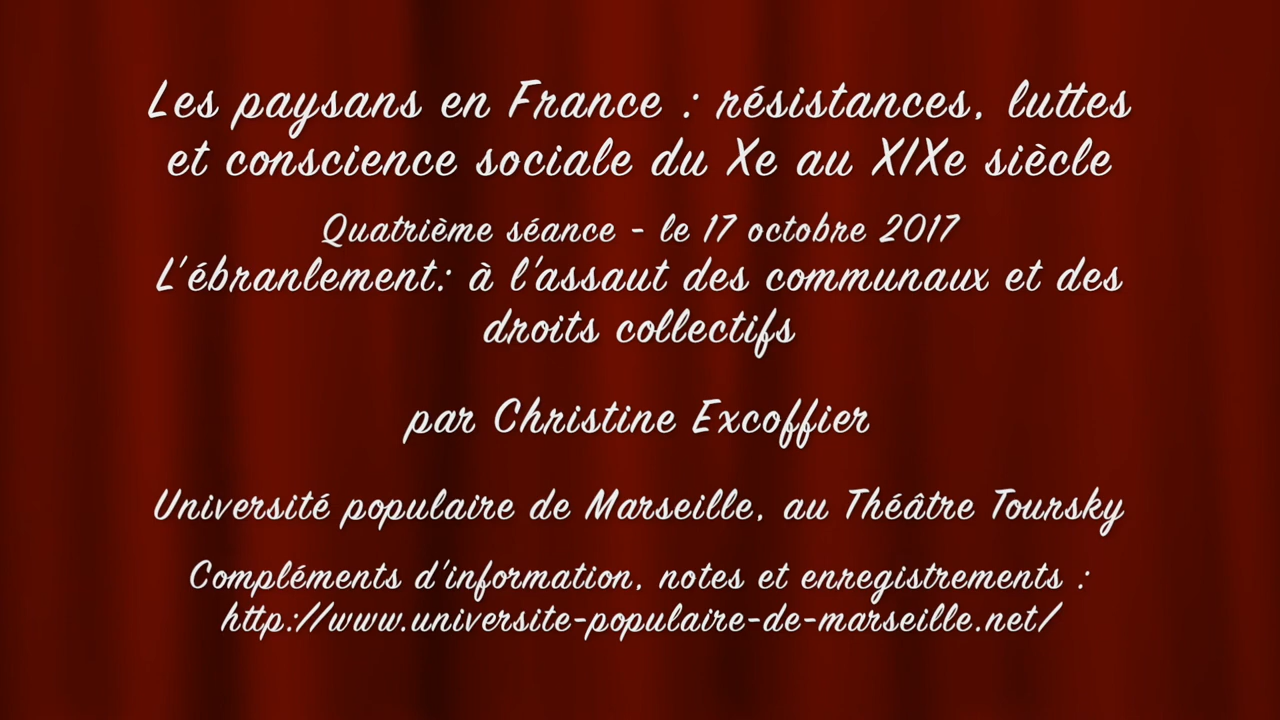 Les paysans en France : résistances, luttes
et conscience sociale du Xe au XIXe siècle
Quatrième séance - le 17 octobre 2017
L'ébranlement: à l'assaut des communaux et des
droits collectifs
par Christine Excoffier
Université populaire de Marseille, au Théâtre Toursky
Compléments d'information, notes et enregistrements :
http://www.universite-populaire-de-marseille.net/